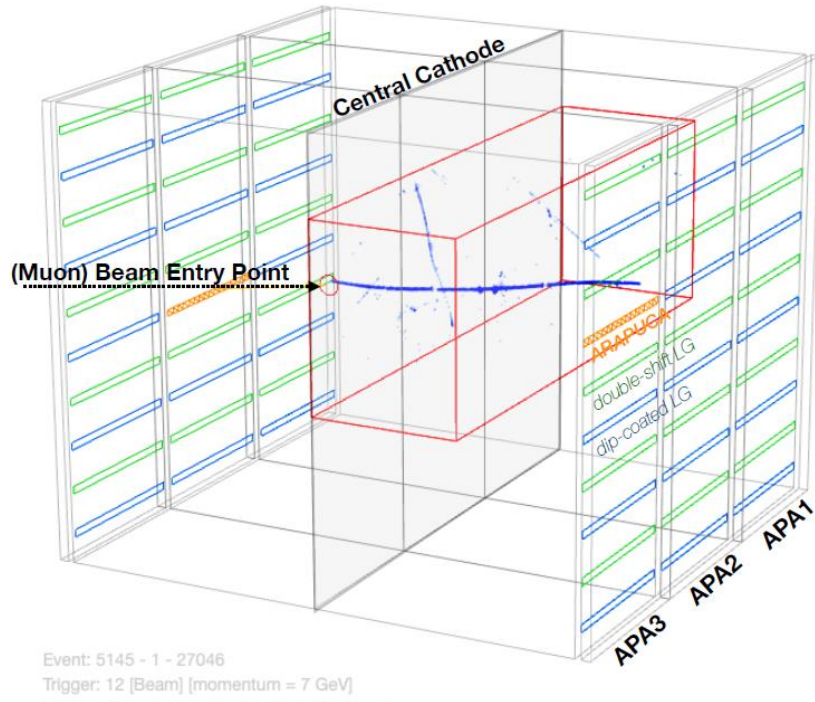 Central Cathode
(Muon) Beam Entry Point
ARAPUCA
double-shift LG
dip-coated LG
APA1
APA2
APA3
Event: 5145 - 1 - 27046
Trigger: 12 [Beam] [momentum = 7 GeV]